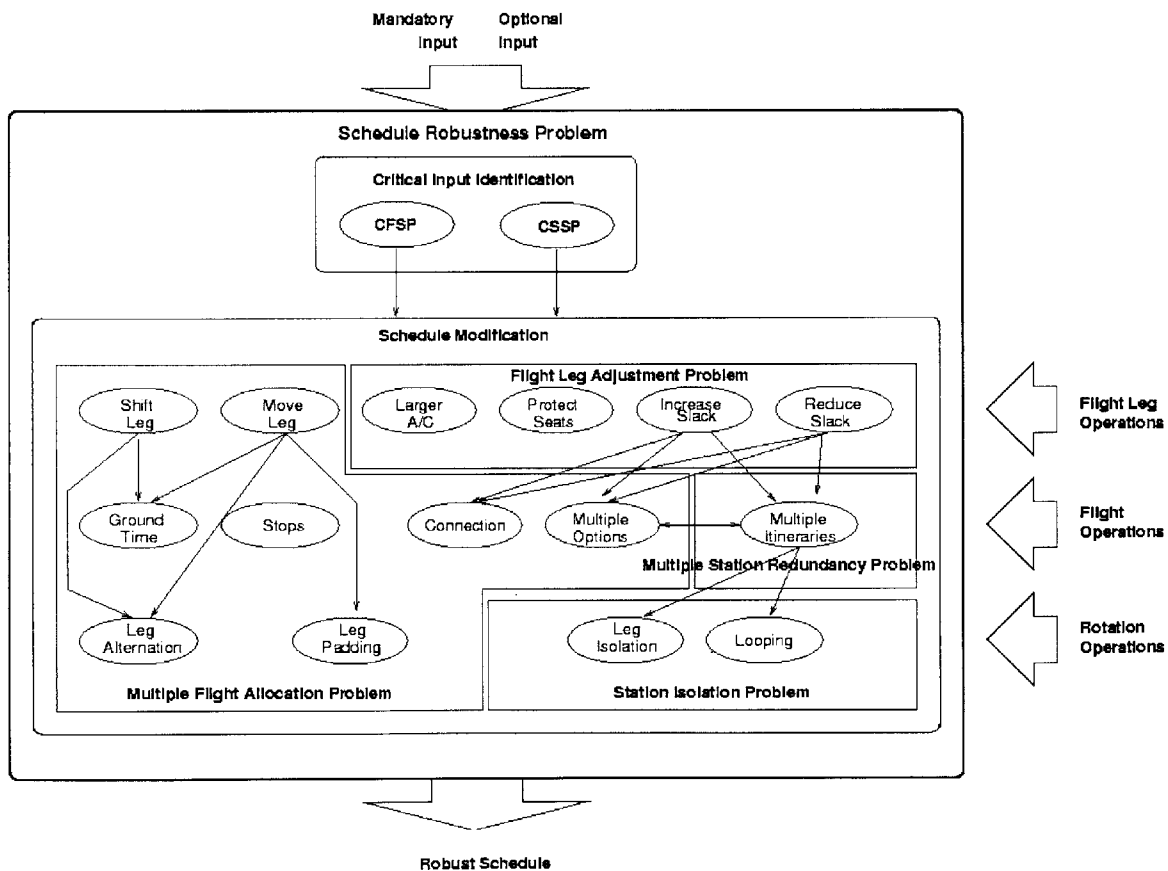 Mandatory Input
Optional Input
Schedule Robustness Problem
Critical Input Identification
CFSP
CSSP
Schedule Modification
Flight Leg Adjustment Problem
Shift Leg
Move Leg
Larger A/C
Protect Seats
Increase Slack
Reduce Slack
Flight Leg Operations
Ground Time
Stops
Connection
Multiple Options
Multiple Itineraries
Flight Operations
Multiple Station Redundancy Problem
Leg Alternation
Leg Padding
Leg Isolation
Looping
Rotation Operations
Multiple Flight Allocation Problem
Station Isolation Problem
Robust Schedule